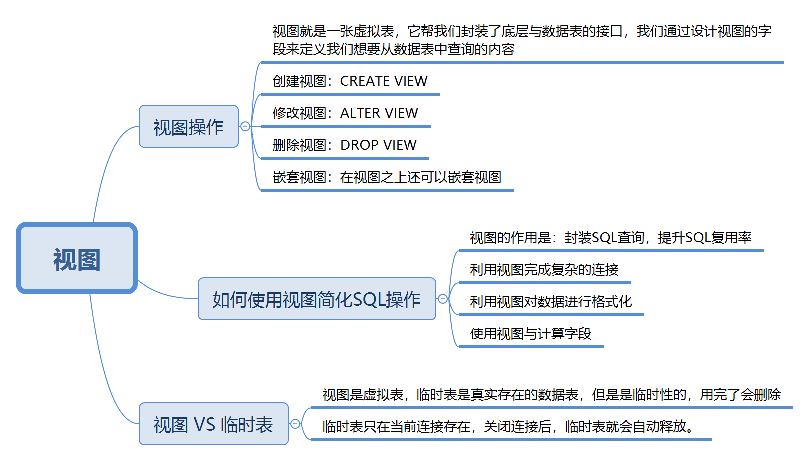 视图
视图操作
视图就是一张虚拟表，它帮我们封装了底层与数据表的接口，我们通过设计视图的字
段来定义我们想要从数据表中查询的内容
创建视图：CREATE VIEW
修改视图：ALTER VIEW
删除视图：DROP VIEW
嵌套视图：在视图之上还可以嵌套视图
如何使用视图简化SQL操作
视图的作用是：封装SQL查询，提升SQL复用率
利用视图完成复杂的连接
利用视图对数据进行格式化
使用视图与计算字段
视图 VS 临时表
视图是虚拟表，临时表是真实存在的数据表，但是是临时性的，用完了会删除
临时表只在当前连接存在，关闭连接后，临时表就会自动释放。